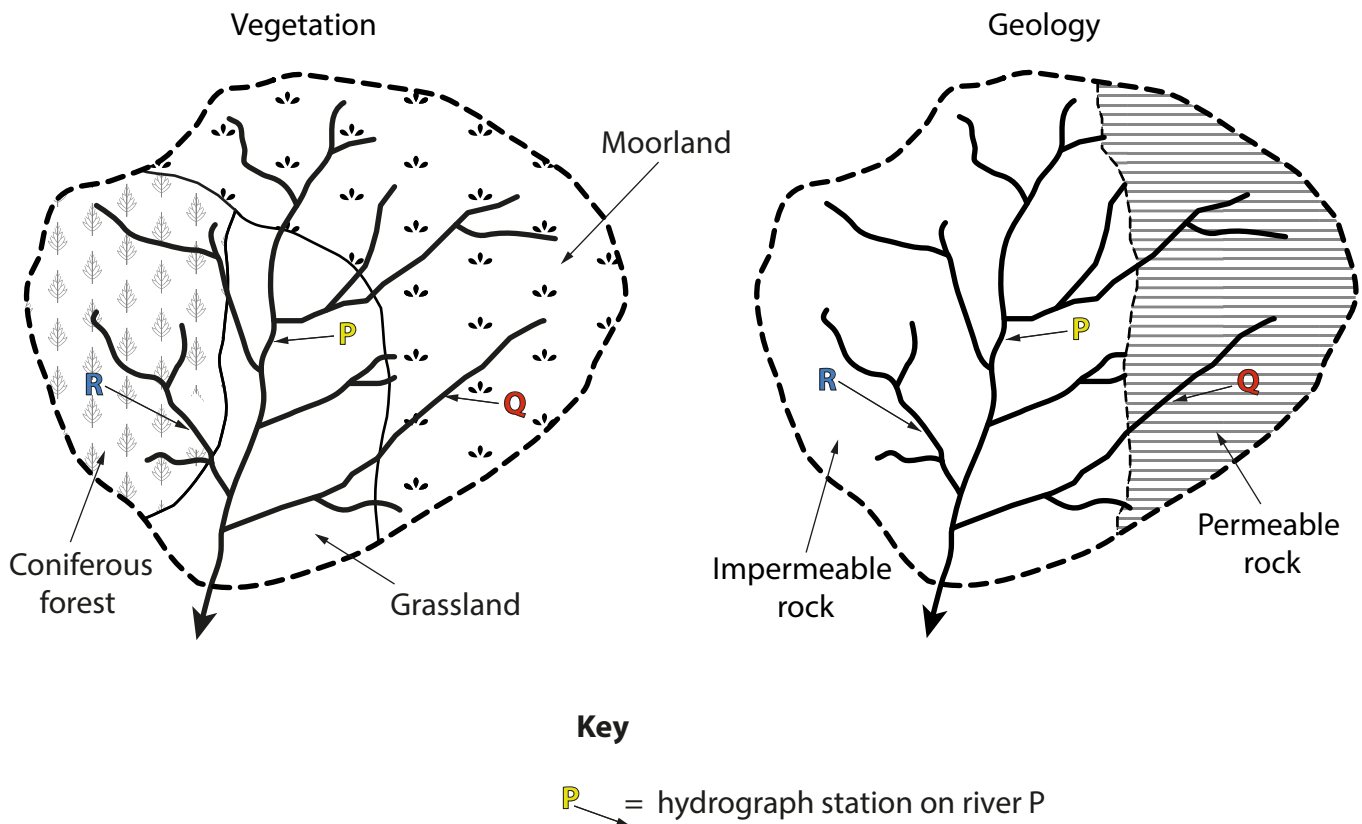 Vegetation
Moorland
P
R
Q
Coniferous
forest
Grassland
Geology
P
R
Q
Impermeable
rock
Permeable
rock
Key
P = hydrograph station on river P